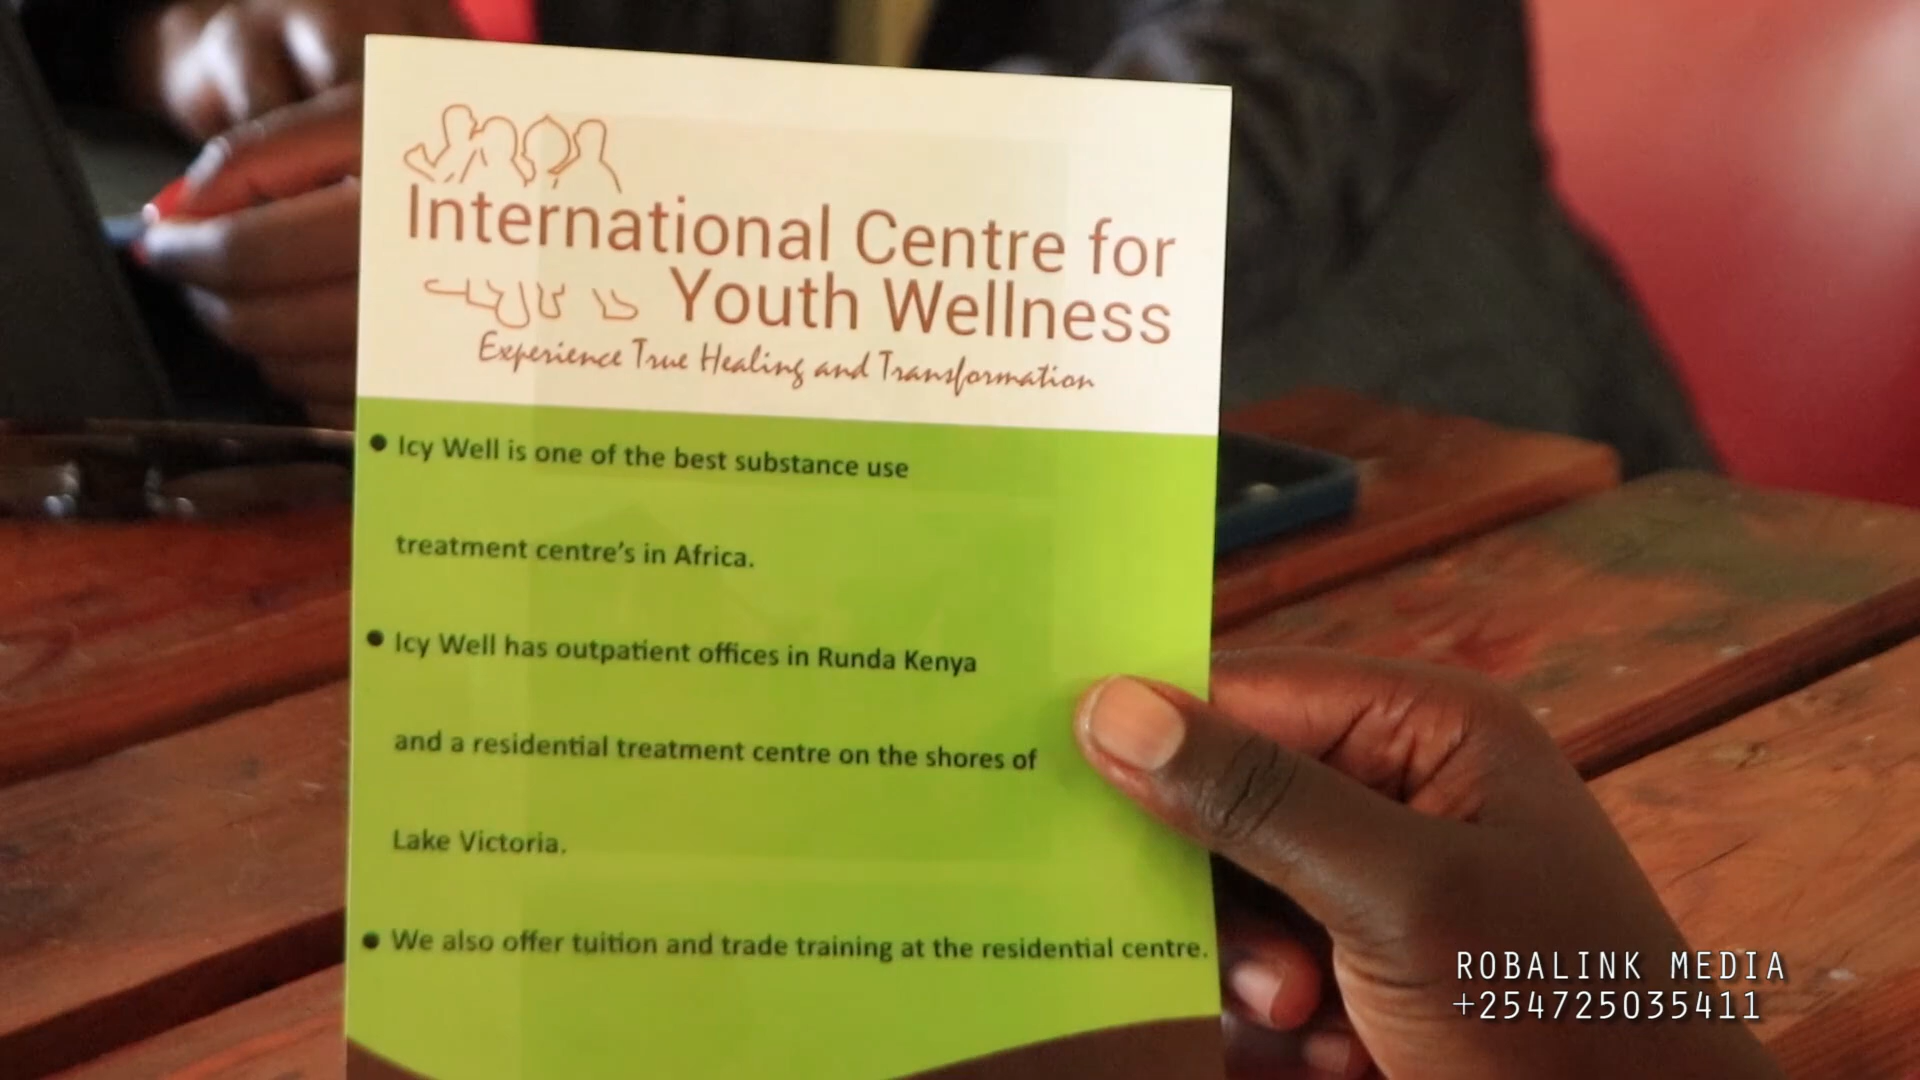 International Centre for
Youth Wellness
Experience True Healing and Transformation
• Icy Well is one of the best substance use
treatment centre's in Africa.
• Icy Well has outpatient offices in Runda Kenya
and a residential treatment centre on the shores of
Lake Victoria.
• We also offer tuition and trade training at the residential centre.
ROBALINK MEDIA
+254725035411